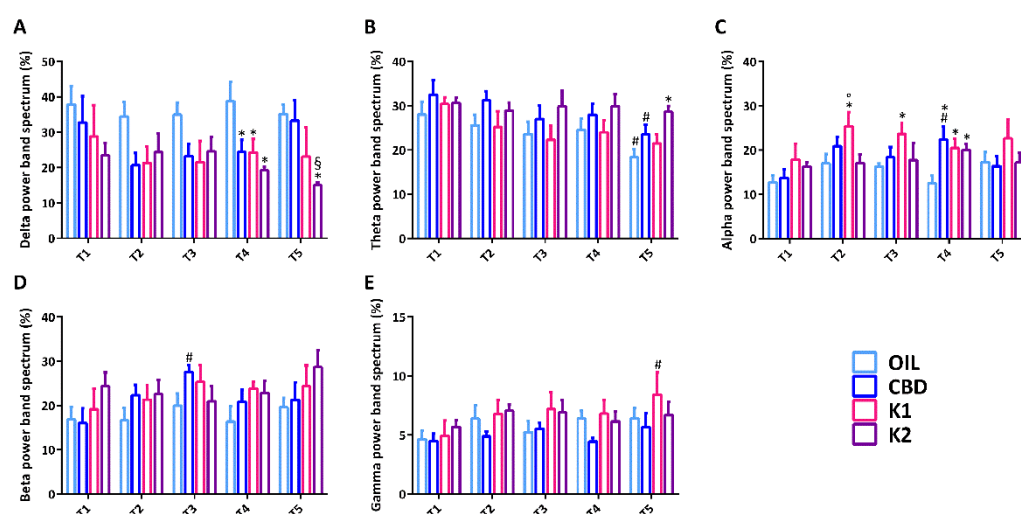 A
Delta power band spectrum (%)
50
40
30
20
10
0
* * * § *
T1 T2 T3 T4 T5
B
Theta power band spectrum (%)
40
30
20
10
0
# # *
T1 T2 T3 T4 T5
C
Alpha power band spectrum (%)
40
30
20
10
0
° * * * # * *
T1 T2 T3 T4 T5
D
Beta power band spectrum (%)
40
30
20
10
0
#
T1 T2 T3 T4 T5
E
Gamma power band spectrum (%)
15
10
5
0
#
T1 T2 T3 T4 T5
OIL
CBD
K1
K2